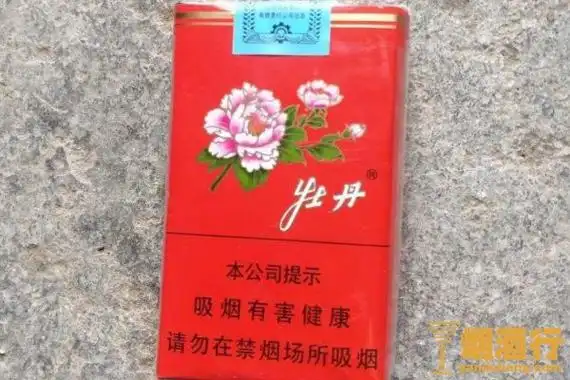 牡丹®
本公司提示
吸烟有害健康
请勿在禁烟场所吸烟